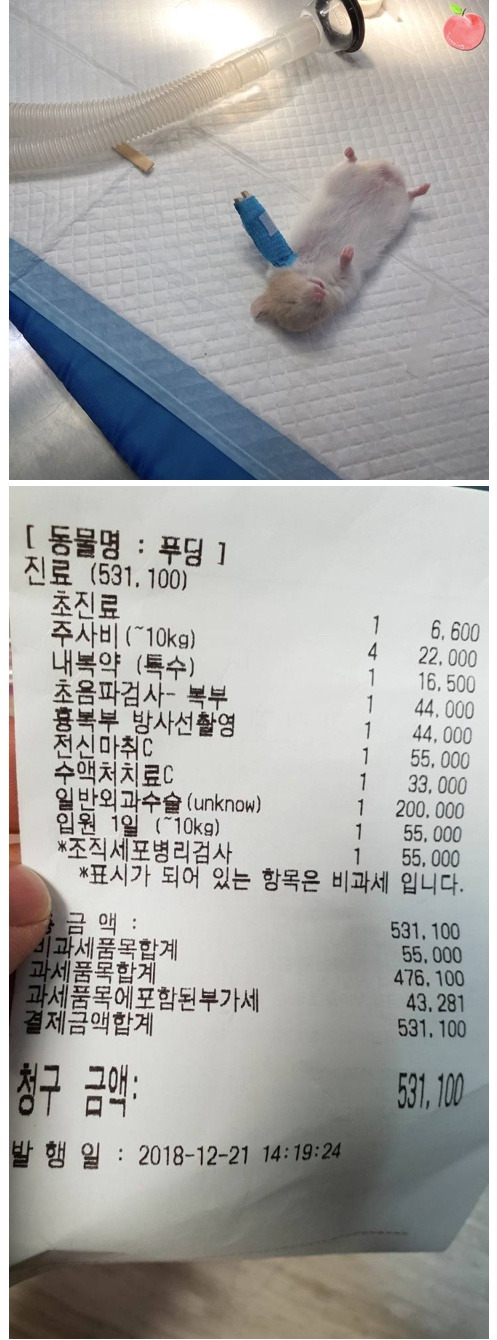 [ 동물명 : 푸딩 ]
진료 (531,100)
초진료 1 6,600
주사비(~10kg) 4 22,000
내복약 (특수) 1 16,500
초음파검사- 복부 1 44,000
흉복부 방사선촬영 1 44,000
전신마취C 1 55,000
수액처치료C 1 33,000
일반외과수술(unknow) 1 200,000
입원 1일 (~10kg) 1 55,000
*조직세포병리검사 1 55,000
*표시가 되어 있는 항목은 비과세 입니다.
금 액 : 531,100
비과세품목합계 55,000
과세품목합계 476,100
과세품목에포함된부가세 43,281
결제금액합계 531,100
청구 금액: 531,100
발 행 일 : 2018-12-21 14:19:24